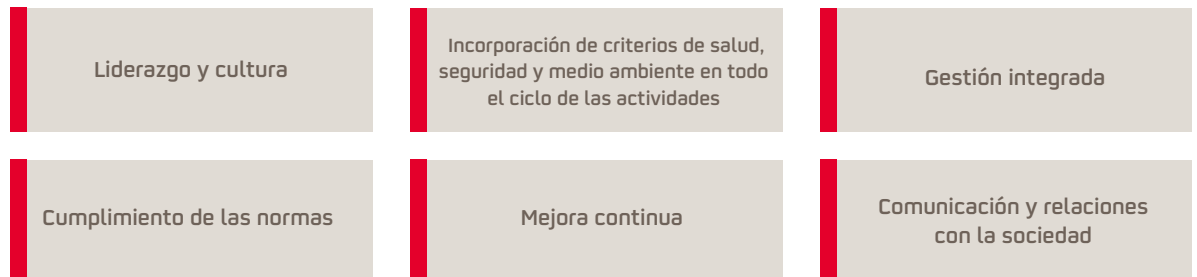 Liderazgo y cultura
Incorporación de criterios de salud,
seguridad y medio ambiente en todo
el ciclo de las actividades
Gestión integrada
Cumplimiento de las normas
Mejora continua
Comunicación y relaciones
con la sociedad